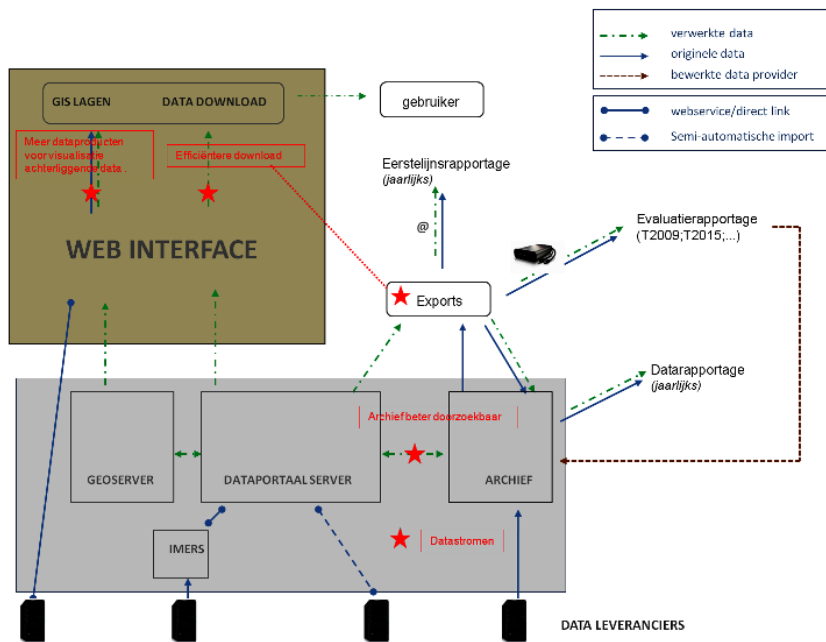 verwerkte data
originele data
bewerkte data provider
webservice/direct link
Semi-automatische import
GIS LAGEN
DATA DOWNLOAD
gebruiker
Meer dataproducten
voor visualisatie
achterliggende data .
Efficiëntere download
Eerstelijnsrapportage
(jaarlijks)
@
Evaluatierapportage
(T2009;T2015;...)
WEB INTERFACE
Exports
Datarapportage
(jaarlijks)
Archief beter doorzoekbaar
GEOSERVER
DATAPORTAAL SERVER
ARCHIEF
IMERS
Datastromen
DATA LEVERANCIERS